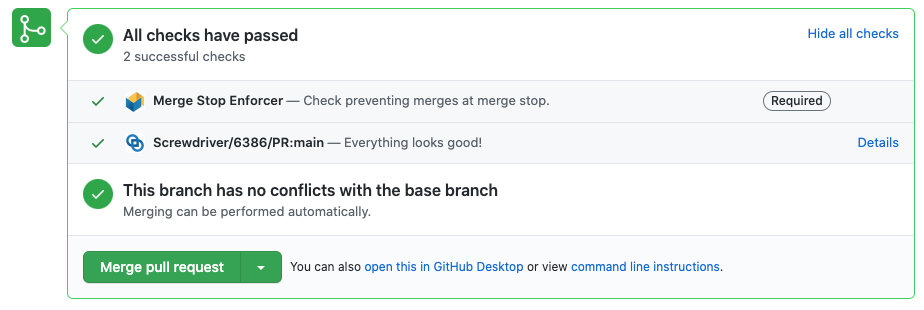 All checks have passed
Hide all checks
2 successful checks
Merge Stop Enforcer — Check preventing merges at merge stop.
Required
Screwdriver/6386/PR:main — Everything looks good!
Details
This branch has no conflicts with the base branch
Merging can be performed automatically.
Merge pull request
You can also open this in GitHub Desktop or view command line instructions.